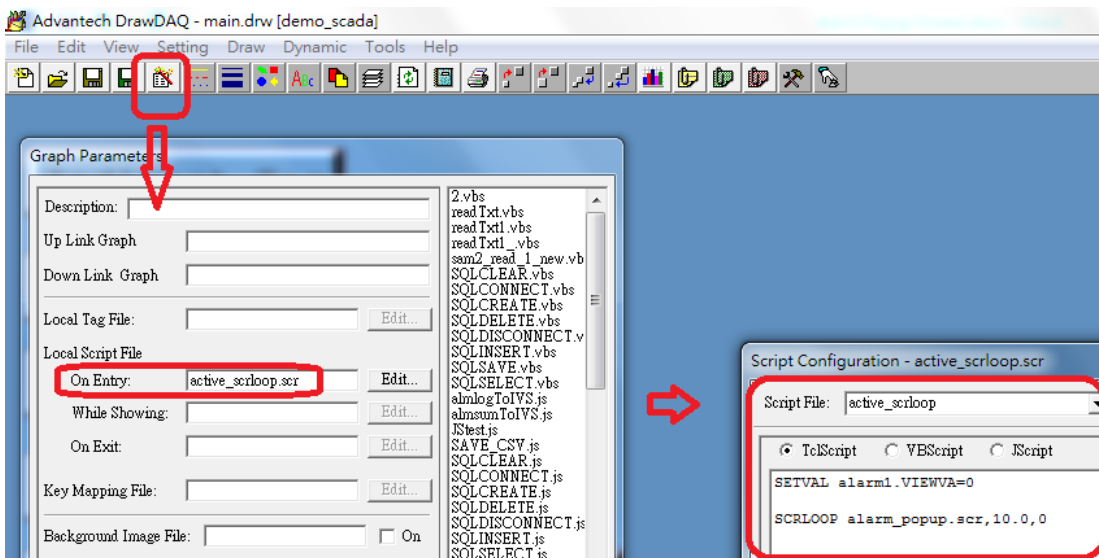 Advantech DrawDAQ - main.drw [demo_scada]
File Edit View Setting Draw Dynamic Tools Help
Graph Parameters
Description:
Up Link Graph
Down Link Graph
Local Tag File:
Edit...
Local Script File
On Entry:
active_scrloop.scr
Edit...
While Showing:
Edit...
On Exit:
Edit...
Key Mapping File:
Edit...
Background Image File:
On
2.vbs
readTxt.vbs
readTxt1.vbs
readTxt1_.vbs
sam2_read_1_new.vb
SQLCLEAR.vbs
SQLCONNECT.vbs
SQLCREATE.vbs
SQLDELETE.vbs
SQLDISCONNECT.v
SQLINSERT.vbs
SQLSAVE.vbs
SQLSELECT.vbs
almlogToIVS.js
almsumToIVS.js
JStest.js
SAVE_CSV.js
SQLCLEAR.js
SQLCONNECT.js
SQLCREATE.js
SQLDELETE.js
SQLDISCONNECT.js
SQLINSERT.js
SQLSELECT.js
Script Configuration - active_scrloop.scr
Script File:
active_scrloop
TclScript VBScript JScript
SETVAL alarm1.VIEWVA=0
SCRLOOP alarm_popup.scr,10.0,0